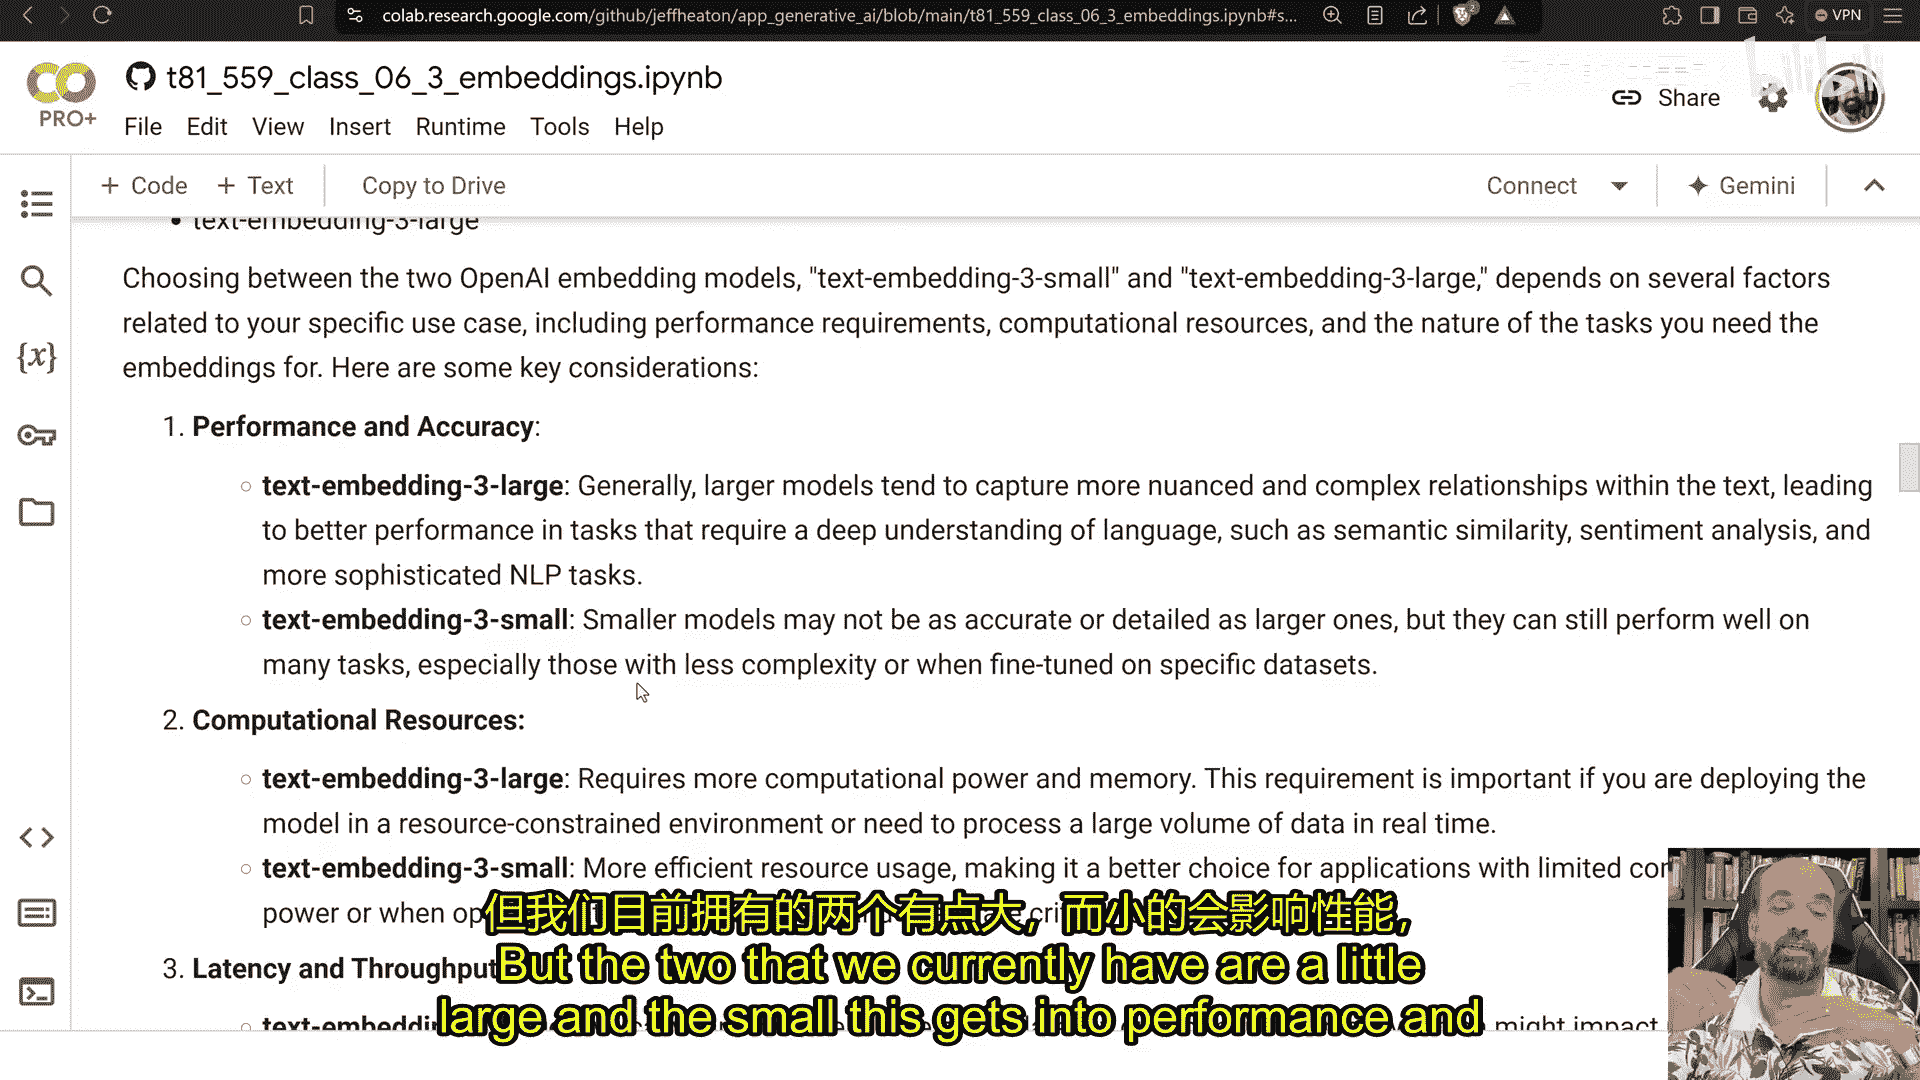 colab.research.google.com/github/jeffheaton/app_generative_ai/blob/main/t81_559_class_06_3_embeddings.ipynb#s...
2
VPN
t81_559_class_06_3_embeddings.ipynb
PRO+
File Edit View Insert Runtime Tools Help
Share
bilibili
+ Code + Text Copy to Drive
Connect Gemini
text-embedding-3-large
Choosing between the two OpenAI embedding models, "text-embedding-3-small" and "text-embedding-3-large," depends on several factors
related to your specific use case, including performance requirements, computational resources, and the nature of the tasks you need the
embeddings for. Here are some key considerations:
1. Performance and Accuracy:
text-embedding-3-large: Generally, larger models tend to capture more nuanced and complex relationships within the text, leading
to better performance in tasks that require a deep understanding of language, such as semantic similarity, sentiment analysis, and
more sophisticated NLP tasks.
text-embedding-3-small: Smaller models may not be as accurate or detailed as larger ones, but they can still perform well on
many tasks, especially those with less complexity or when fine-tuned on specific datasets.
2. Computational Resources:
text-embedding-3-large: Requires more computational power and memory. This requirement is important if you are deploying the
model in a resource-constrained environment or need to process a large volume of data in real time.
text-embedding-3-small: More efficient resource usage, making it a better choice for applications with limited
power or when
但我们目前拥有的两个有点大，而小的会影响性能，
3. Latency and Throughput
But the two that we currently have are a little
large and the small this gets into performance and
might impact